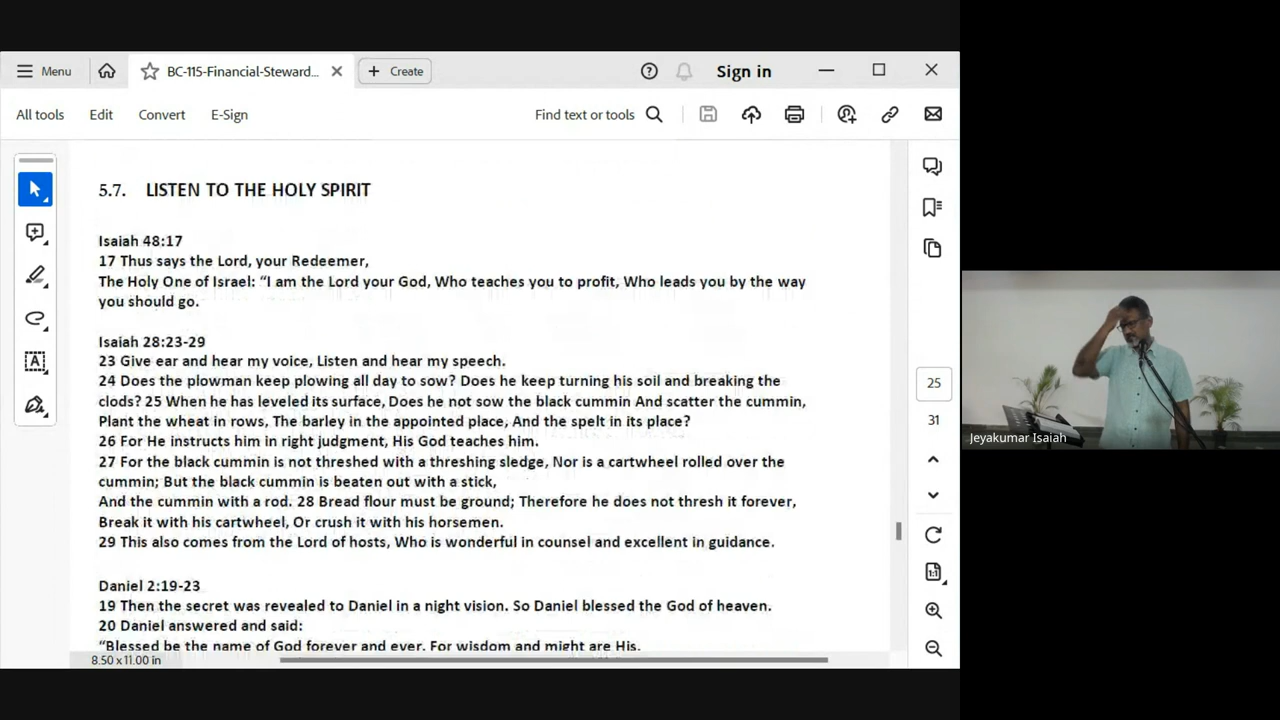 Menu
BC-115-Financial-Steward...
Create
Sign in
All tools
Edit
Convert
E-Sign
Find text or tools
5.7. LISTEN TO THE HOLY SPIRIT
Isaiah 48:17
17 Thus says the Lord, your Redeemer,
The Holy One of Israel: “I am the Lord your God, Who teaches you to profit, Who leads you by the way
you should go.
Isaiah 28:23-29
23 Give ear and hear my voice, Listen and hear my speech.
24 Does the plowman keep plowing all day to sow? Does he keep turning his soil and breaking the
clods? 25 When he has leveled its surface, Does he not sow the black cummin And scatter the cummin,
Plant the wheat in rows, The barley in the appointed place, And the spelt in its place?
26 For He instructs him in right judgment, His God teaches him.
27 For the black cummin is not threshed with a threshing sledge, Nor is a cartwheel rolled over the
cummin; But the black cummin is beaten out with a stick,
And the cummin with a rod. 28 Bread flour must be ground; Therefore he does not thresh it forever,
Break it with his cartwheel, Or crush it with his horsemen.
29 This also comes from the Lord of hosts, Who is wonderful in counsel and excellent in guidance.
Daniel 2:19-23
19 Then the secret was revealed to Daniel in a night vision. So Daniel blessed the God of heaven.
20 Daniel answered and said:
“Blessed be the name of God forever and ever, For wisdom and might are His.
8.50 x 11.00 in
25
31
1:1
Jeyakumar Isaiah